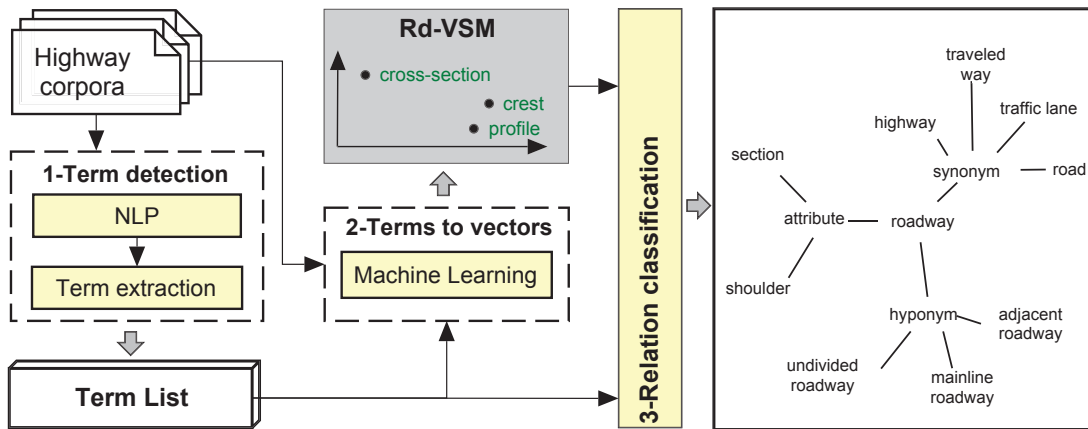 Highway
corpora
1-Term detection
NLP
Term extraction
Term List
Rd-VSM
cross-section
crest
profile
2-Terms to vectors
Machine Learning
3-Relation classification
traveled
way
highway
traffic lane
section
synonym
road
attribute
roadway
shoulder
hyponym
adjacent
roadway
undivided
roadway
mainline
roadway